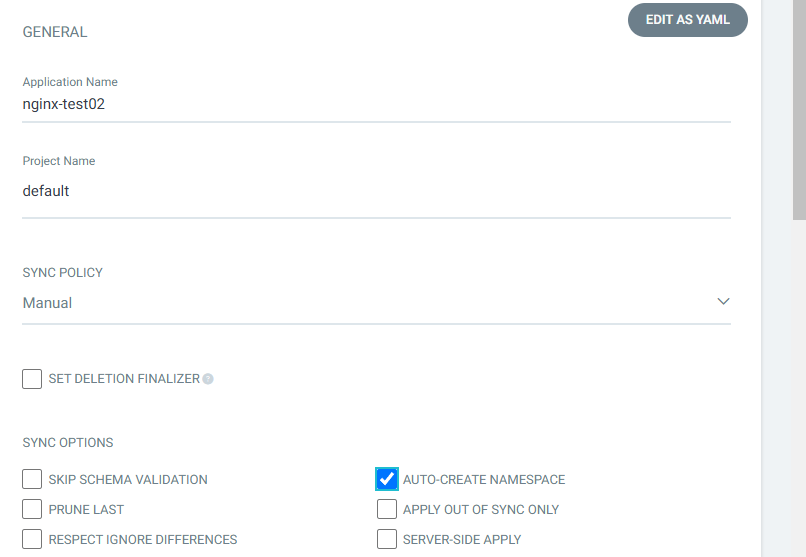 GENERAL
EDIT AS YAML
Application Name
nginx-test02
Project Name
default
SYNC POLICY
Manual
SET DELETION FINALIZER ?
SYNC OPTIONS
SKIP SCHEMA VALIDATION
AUTO-CREATE NAMESPACE
PRUNE LAST
APPLY OUT OF SYNC ONLY
RESPECT IGNORE DIFFERENCES
SERVER-SIDE APPLY